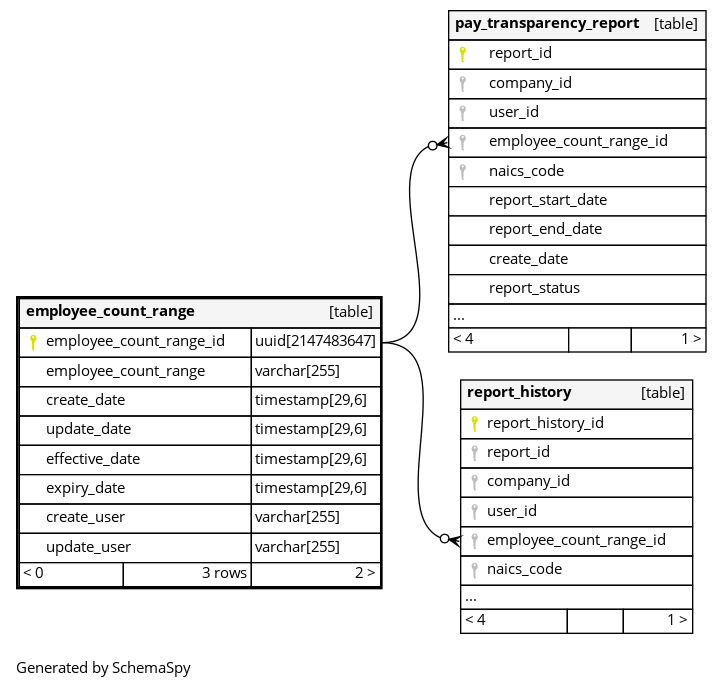 pay_transparency_report [table]
report_id
company_id
user_id
employee_count_range_id
naics_code
report_start_date
report_end_date
create_date
report_status
...
< 4 1 >
employee_count_range [table]
employee_count_range_id uuid[2147483647]
employee_count_range varchar[255]
create_date timestamp[29,6]
update_date timestamp[29,6]
effective_date timestamp[29,6]
expiry_date timestamp[29,6]
create_user varchar[255]
update_user varchar[255]
< 0 3 rows 2 >
report_history [table]
report_history_id
report_id
company_id
user_id
employee_count_range_id
naics_code
...
< 4 1 >
Generated by SchemaSpy